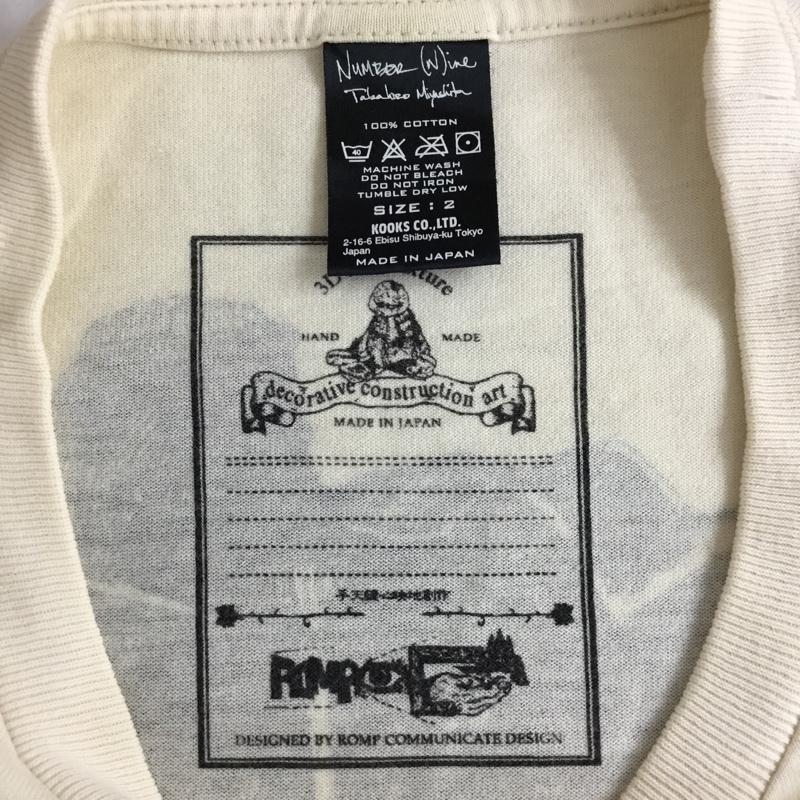 NUMBER (N)ine
Takahiro Miyashita
100% COTTON
40
MACHINE WASH
DO NOT BLEACH
DO NOT IRON
TUMBLE DRY LOW
SIZE : 2
KOOKS CO.,LTD.
2-16-6 Ebisu Shibuya-ku Tokyo
Japan
MADE IN JAPAN
HAND MADE
decorative construction art
MADE IN JAPAN
DESIGNED BY ROMP COMMUNICATE DESIGN